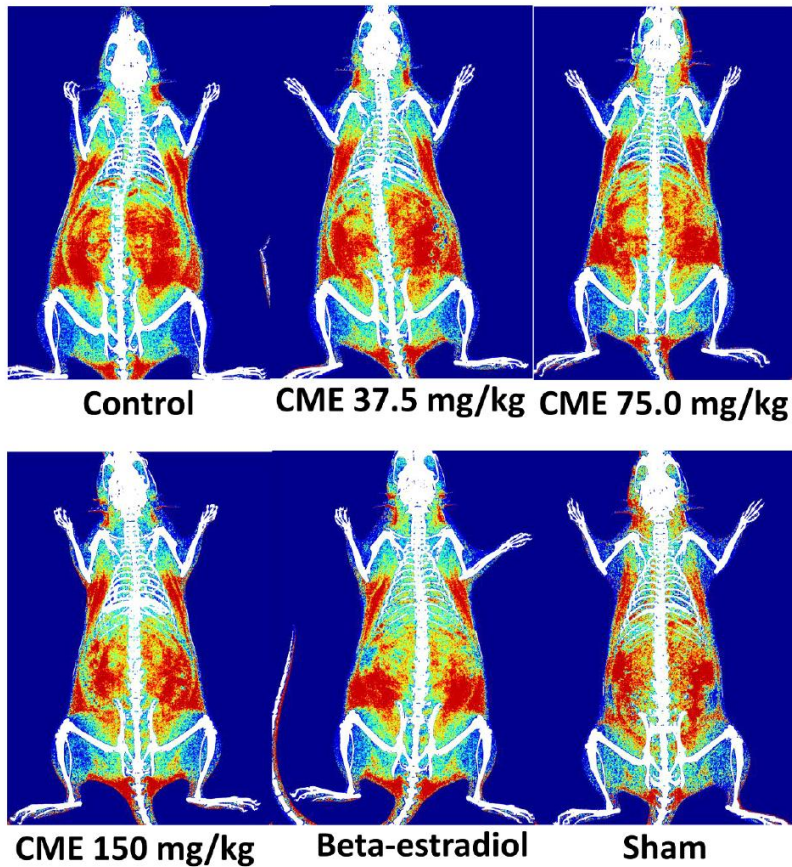 Control
CME 37.5 mg/kg
CME 75.0 mg/kg
CME 150 mg/kg
Beta-estradiol
Sham